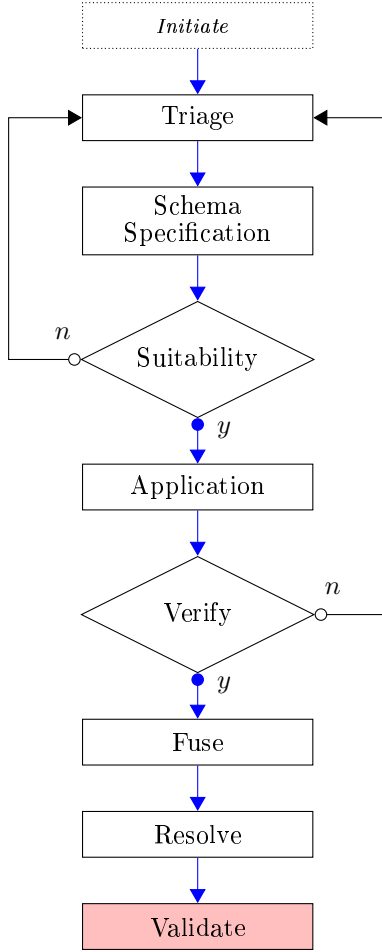 Initiate
Triage
Schema
Specification
n
Suitability
y
Application
n
Verify
y
Fuse
Resolve
Validate